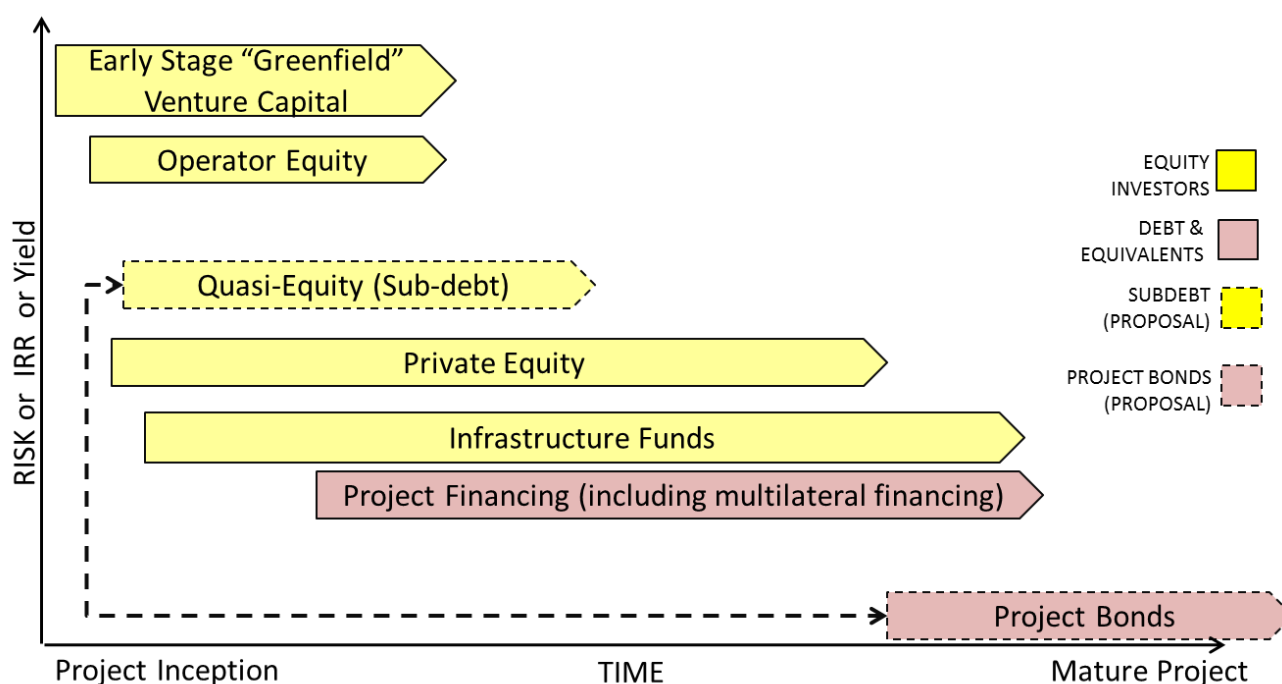 Early Stage “Greenfield”
Venture Capital
Operator Equity
Quasi-Equity (Sub-debt)
Private Equity
Infrastructure Funds
Project Financing (including multilateral financing)
Project Bonds
EQUITY
INVESTORS
DEBT &
EQUIVALENTS
SUBDEBT
(PROPOSAL)
PROJECT BONDS
(PROPOSAL)
RISK or IRR or Yield
Project Inception
TIME
Mature Project